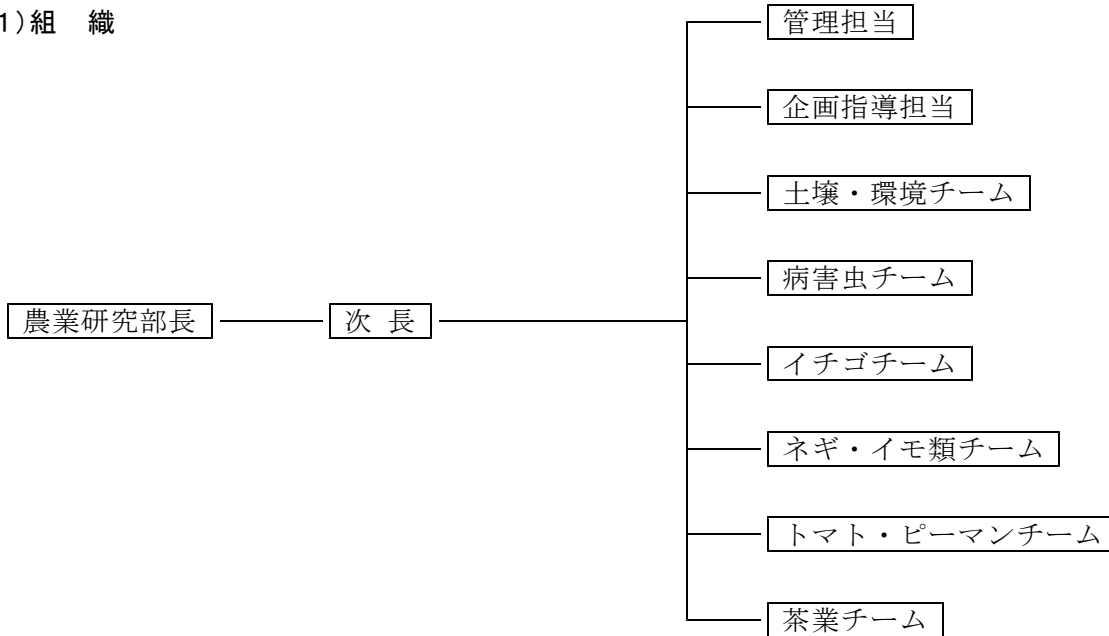 1)組　織
管理担当
企画指導担当
土壌・環境チーム
病害虫チーム
農業研究部長
次 長
イチゴチーム
ネギ・イモ類チーム
トマト・ピーマンチーム
茶業チーム